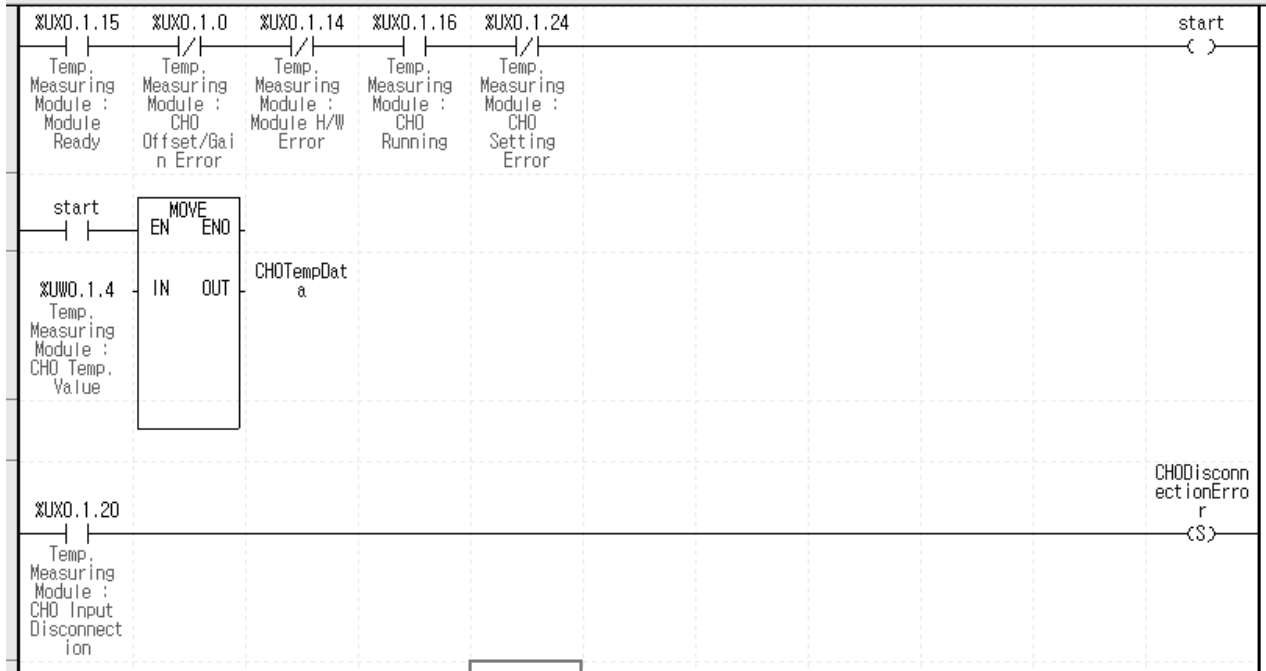 %UX0.1.15 %UX0.1.0 %UX0.1.14 %UX0.1.16 %UX0.1.24 start
Temp. Temp. Temp. Temp. Temp.
Measuring Measuring Measuring Measuring Measuring
Module : Module : Module : Module : Module :
Module CH0 Module H/W CH0 CH0
Ready Offset/Gai Error Running Setting
n Error Error
start MOVE
EN ENO
CH0TempDat
%UW0.1.4 IN OUT a
Temp.
Measuring
Module :
CH0 Temp.
Value
CH0Disconn
ectionErro
%UX0.1.20 r
(S)
Temp.
Measuring
Module :
CH0 Input
Disconnect
ion